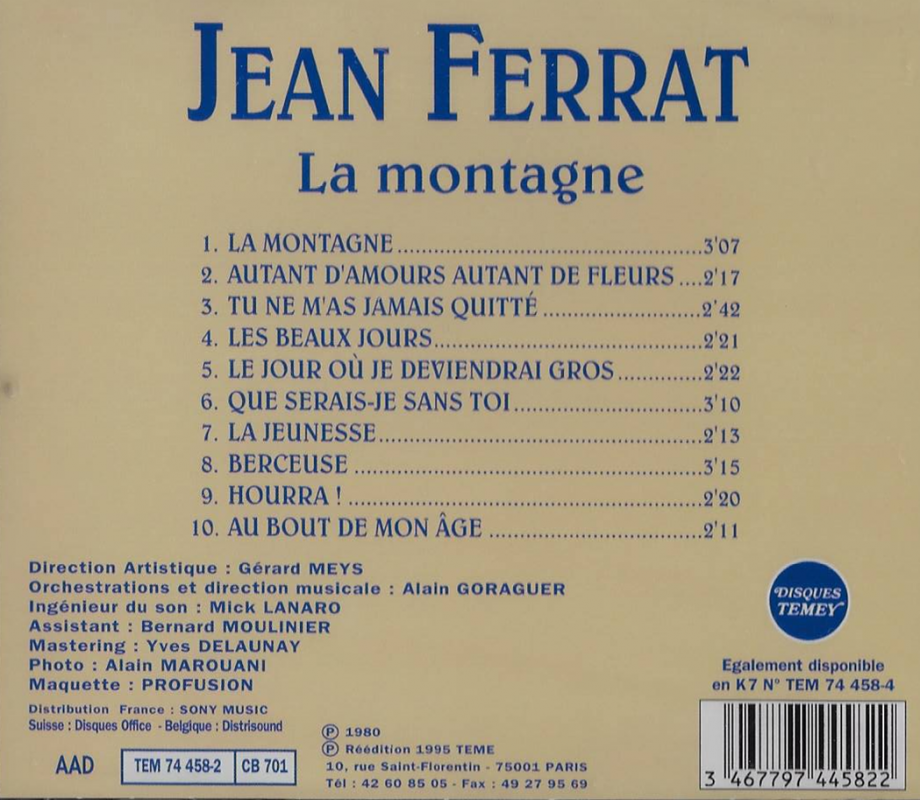 JEAN FERRAT
La montagne
1. LA MONTAGNE ........................................ 3'07
2. AUTANT D'AMOURS AUTANT DE FLEURS .... 2'17
3. TU NE M'AS JAMAIS QUITTÉ ........................ 2'42
4. LES BEAUX JOURS ................................... 2'21
5. LE JOUR OÙ JE DEVIENDRAI GROS ............ 2'22
6. QUE SERAIS-JE SANS TOI ......................... 3'10
7. LA JEUNESSE .......................................... 2'13
8. BERCEUSE .............................................. 3'15
9. HOURRA ! .............................................. 2'20
10. AU BOUT DE MON ÂGE ............................ 2'11
Direction Artistique : Gérard MEYS
Orchestrations et direction musicale : Alain GORAGUER
Ingénieur du son : Mick LANARO
Assistant : Bernard MOULINIER
Mastering : Yves DELAUNAY
Photo : Alain MAROUANI
Maquette : PROFUSION
Distribution France : SONY MUSIC
Suisse : Disques Office - Belgique : Distrisound
AAD
TEM 74 458-2 CB 701
℗ 1980
℗ Réédition 1995 TEME
10, rue Saint-Florentin - 75001 PARIS
Tél : 42 60 85 05 - Fax : 49 27 95 69
DISQUES
TEMEY
Egalement disponible
en K7 N° TEM 74 458-4
3 467797 445822